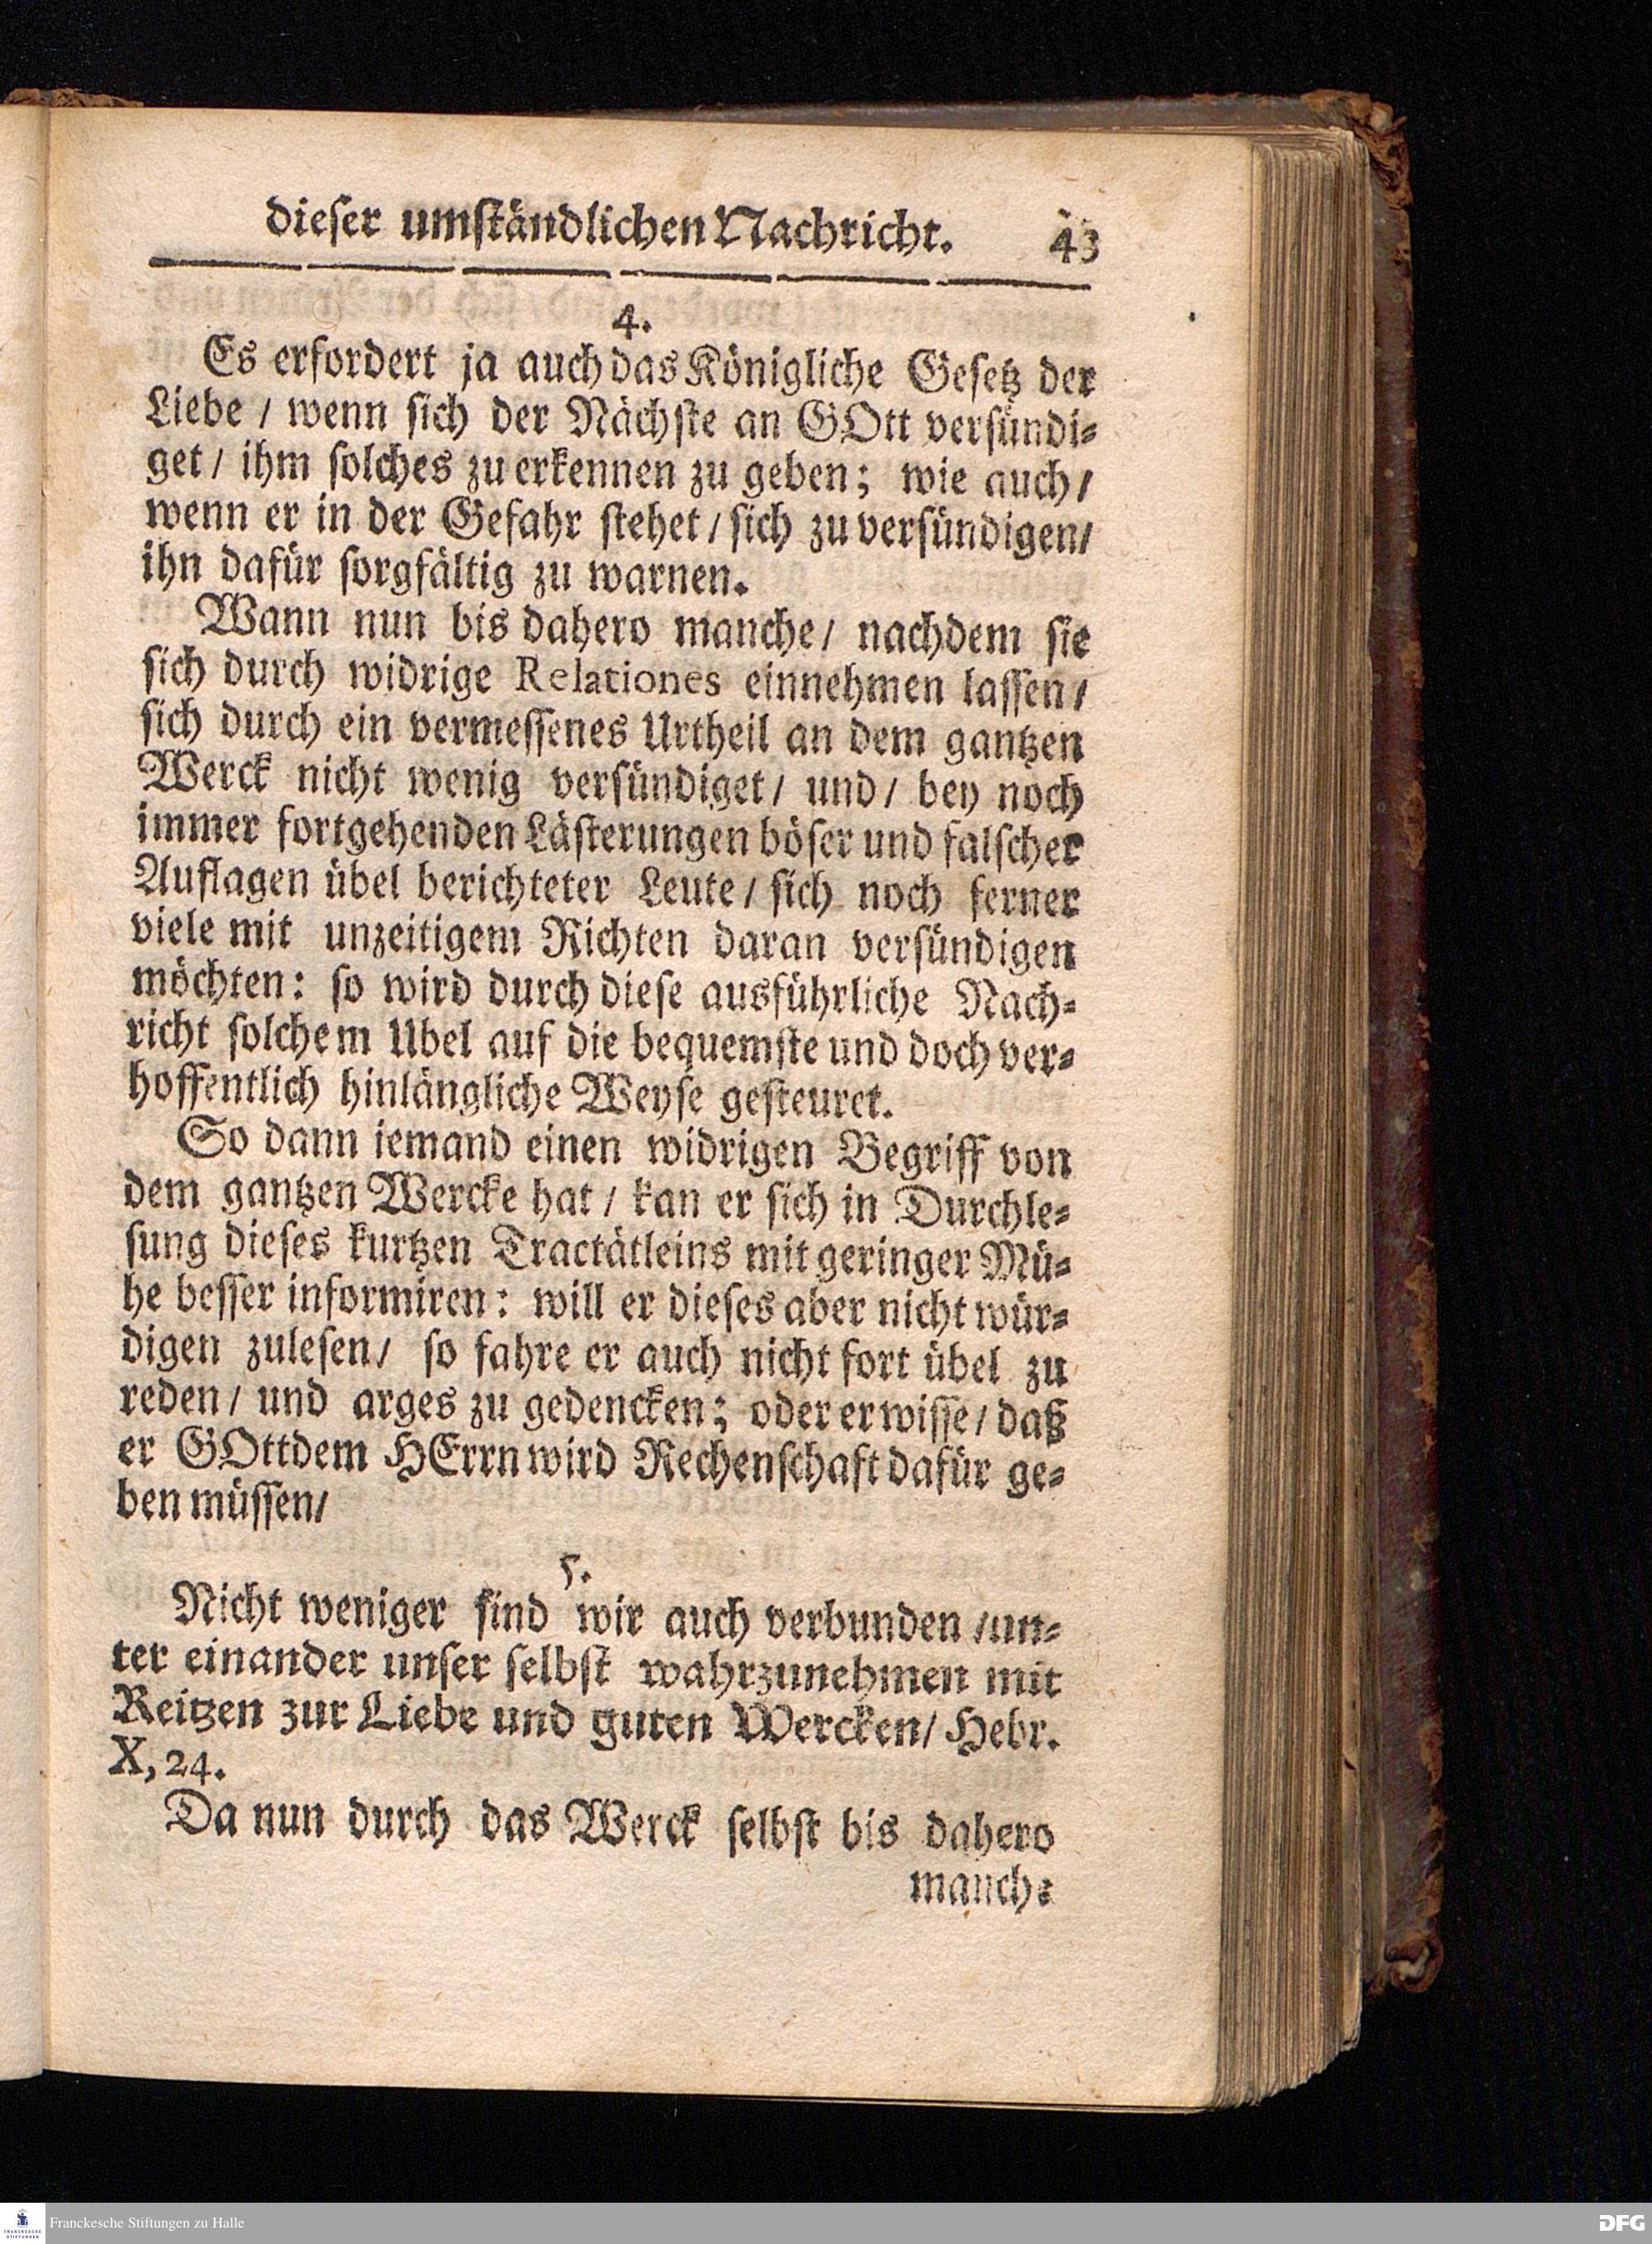 dieſer umſtändlichen Nachricht. 43
4.
Es erfordert ja auch das Königliche Geſetz der
Liebe / wenn ſich der Nächſte an GOtt verſündi-
get / ihm ſolches zu erkennen zu geben; wie auch /
wenn er in der Gefahr ſtehet / ſich zu verſündigen /
ihn dafür ſorgfältig zu warnen.
Wann nun bis dahero manche / nachdem ſie
ſich durch widrige Relationes einnehmen laſſen /
ſich durch ein vermeſſenes Urtheil an dem gantzen
Werck nicht wenig verſündiget / und / bey noch
immer fortgehenden Läſterungen böſer und falſcher
Auflagen übel berichteter Leute / ſich noch ferner
viele mit unzeitigem Richten daran verſündigen
möchten: ſo wird durch dieſe ausführliche Nach-
richt ſolchem Ubel auf die bequemſte und doch ver-
hoffentlich hinlängliche Weyſe geſteuret.
So dann iemand einen widrigen Begriff von
dem gantzen Wercke hat / kan er ſich in Durchle-
ſung dieſes kurtzen Tractätleins mit geringer Mü-
he beſſer informiren: will er dieſes aber nicht wür-
digen zuleſen / ſo fahre er auch nicht fort übel zu
reden / und arges zu gedencken; oder er wiſſe / daß
er GOtt dem HErrn wird Rechenſchaft dafür ge-
ben müſſen /
5.
Nicht weniger ſind wir auch verbunden / un-
ter einander unſer ſelbſt wahrzunehmen mit
Reitzen zur Liebe und guten Wercken / Hebr.
X, 24.
Da nun durch das Werck ſelbſt bis dahero
manche
FRANCKESCHE STIFTUNGEN
Franckesche Stiftungen zu Halle
DFG